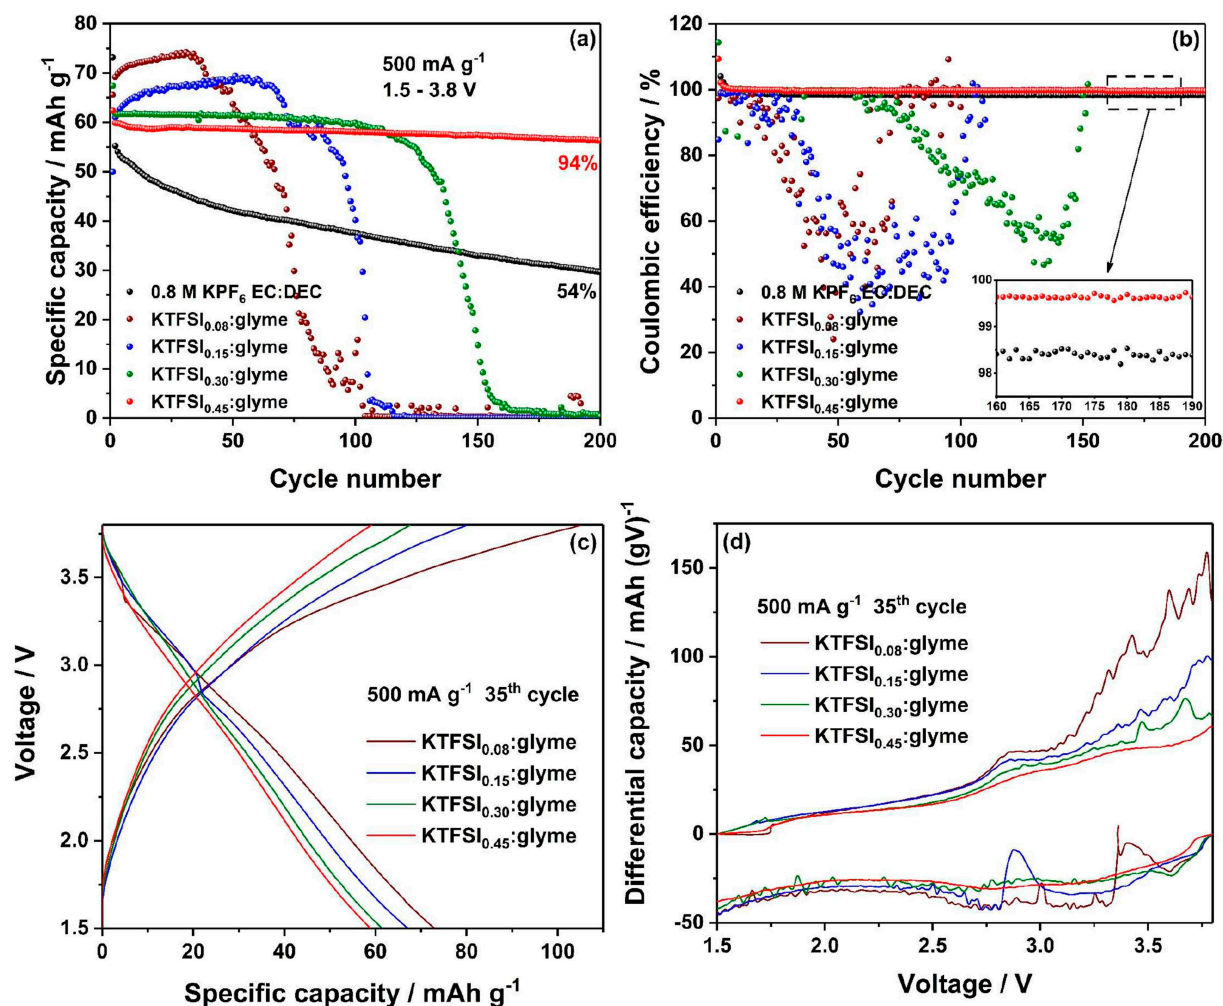 (a)
500 mA g⁻¹
1.5 - 3.8 V
94%
54%
0.8 M KPF₆ EC:DEC
KTFSI₀.₀₈:glyme
KTFSI₀.₁₅:glyme
KTFSI₀.₃₀:glyme
KTFSI₀.₄₅:glyme
80
70
60
50
40
30
20
10
0
0 50 100 150 200
Specific capacity / mAh g⁻¹
Cycle number
(b)
0.8 M KPF₆ EC:DEC
KTFSI₀.₀₈:glyme
KTFSI₀.₁₅:glyme
KTFSI₀.₃₀:glyme
KTFSI₀.₄₅:glyme
120
100
80
60
40
20
0
0 50 100 150 200
100
99
98
160 165 170 175 180 185 190
Coulombic efficiency / %
Cycle number
(c)
500 mA g⁻¹ 35ᵗʰ cycle
KTFSI₀.₀₈:glyme
KTFSI₀.₁₅:glyme
KTFSI₀.₃₀:glyme
KTFSI₀.₄₅:glyme
3.5
3.0
2.5
2.0
1.5
0 20 40 60 80 100
Voltage / V
Specific capacity / mAh g⁻¹
(d)
500 mA g⁻¹ 35ᵗʰ cycle
KTFSI₀.₀₈:glyme
KTFSI₀.₁₅:glyme
KTFSI₀.₃₀:glyme
KTFSI₀.₄₅:glyme
150
100
50
0
-50
1.5 2.0 2.5 3.0 3.5
Differential capacity / mAh (gV)⁻¹
Voltage / V